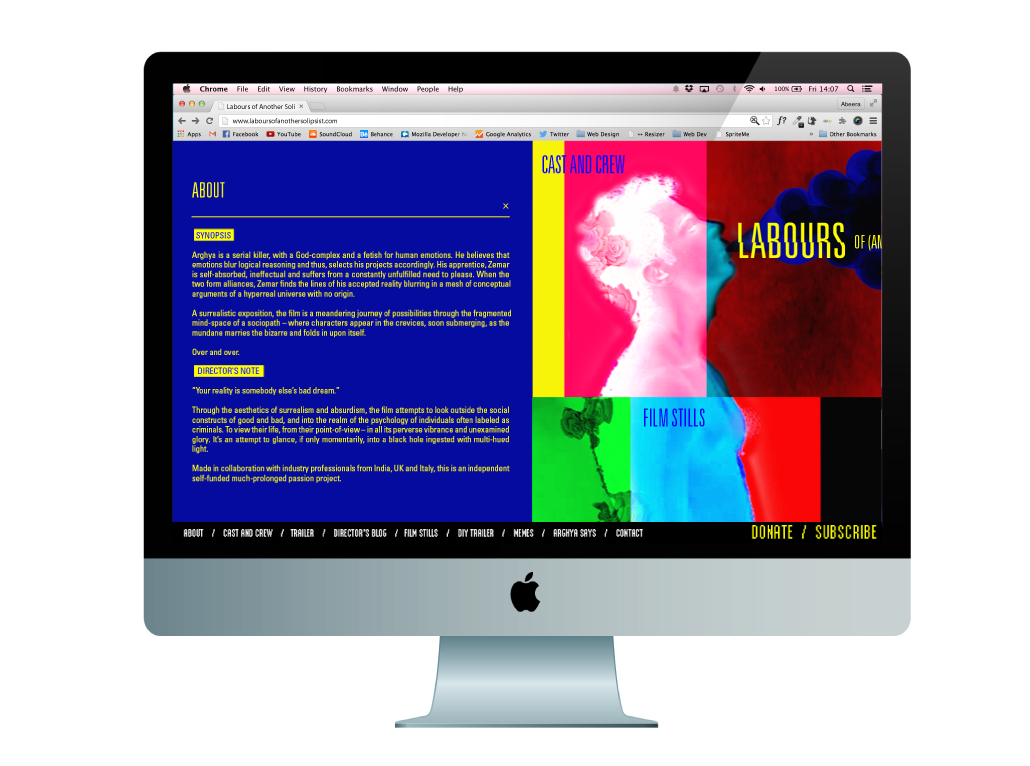 Chrome File Edit View History Bookmarks Window People Help 100% Fri 14:07
Labours of Another Soli × Abeera
www.laboursofanothersolipsist.com f?
Apps Facebook YouTube SoundCloud Behance Mozilla Developer N Google Analytics Twitter Web Design ↔ Resizer Web Dev SpriteMe » Other Bookmarks
ABOUT
×
SYNOPSIS
Arghya is a serial killer, with a God-complex and a fetish for human emotions. He believes that
emotions blur logical reasoning and thus, selects his projects accordingly. His apprentice, Zemar
is self-absorbed, ineffectual and suffers from a constantly unfulfilled need to please. When the
two form alliances, Zemar finds the lines of his accepted reality blurring in a mesh of conceptual
arguments of a hyperreal universe with no origin.
A surrealistic exposition, the film is a meandering journey of possibilities through the fragmented
mind-space of a sociopath – where characters appear in the crevices, soon submerging, as the
mundane marries the bizarre and folds in upon itself.
Over and over.
DIRECTOR'S NOTE
"Your reality is somebody else's bad dream."
Through the aesthetics of surrealism and absurdism, the film attempts to look outside the social
constructs of good and bad, and into the realm of the psychology of individuals often labeled as
criminals. To view their life, from their point-of-view – in all its perverse vibrance and unexamined
glory. It's an attempt to glance, if only momentarily, into a black hole ingested with multi-hued
light.
Made in collaboration with industry professionals from India, UK and Italy, this is an independent
self-funded much-prolonged passion project.
CAST AND CREW
LABOURS OF (AN
FILM STILLS
ABOUT / CAST AND CREW / TRAILER / DIRECTOR'S BLOG / FILM STILLS / DIY TRAILER / MEMES / ARGHYA SAYS / CONTACT
DONATE / SUBSCRIBE